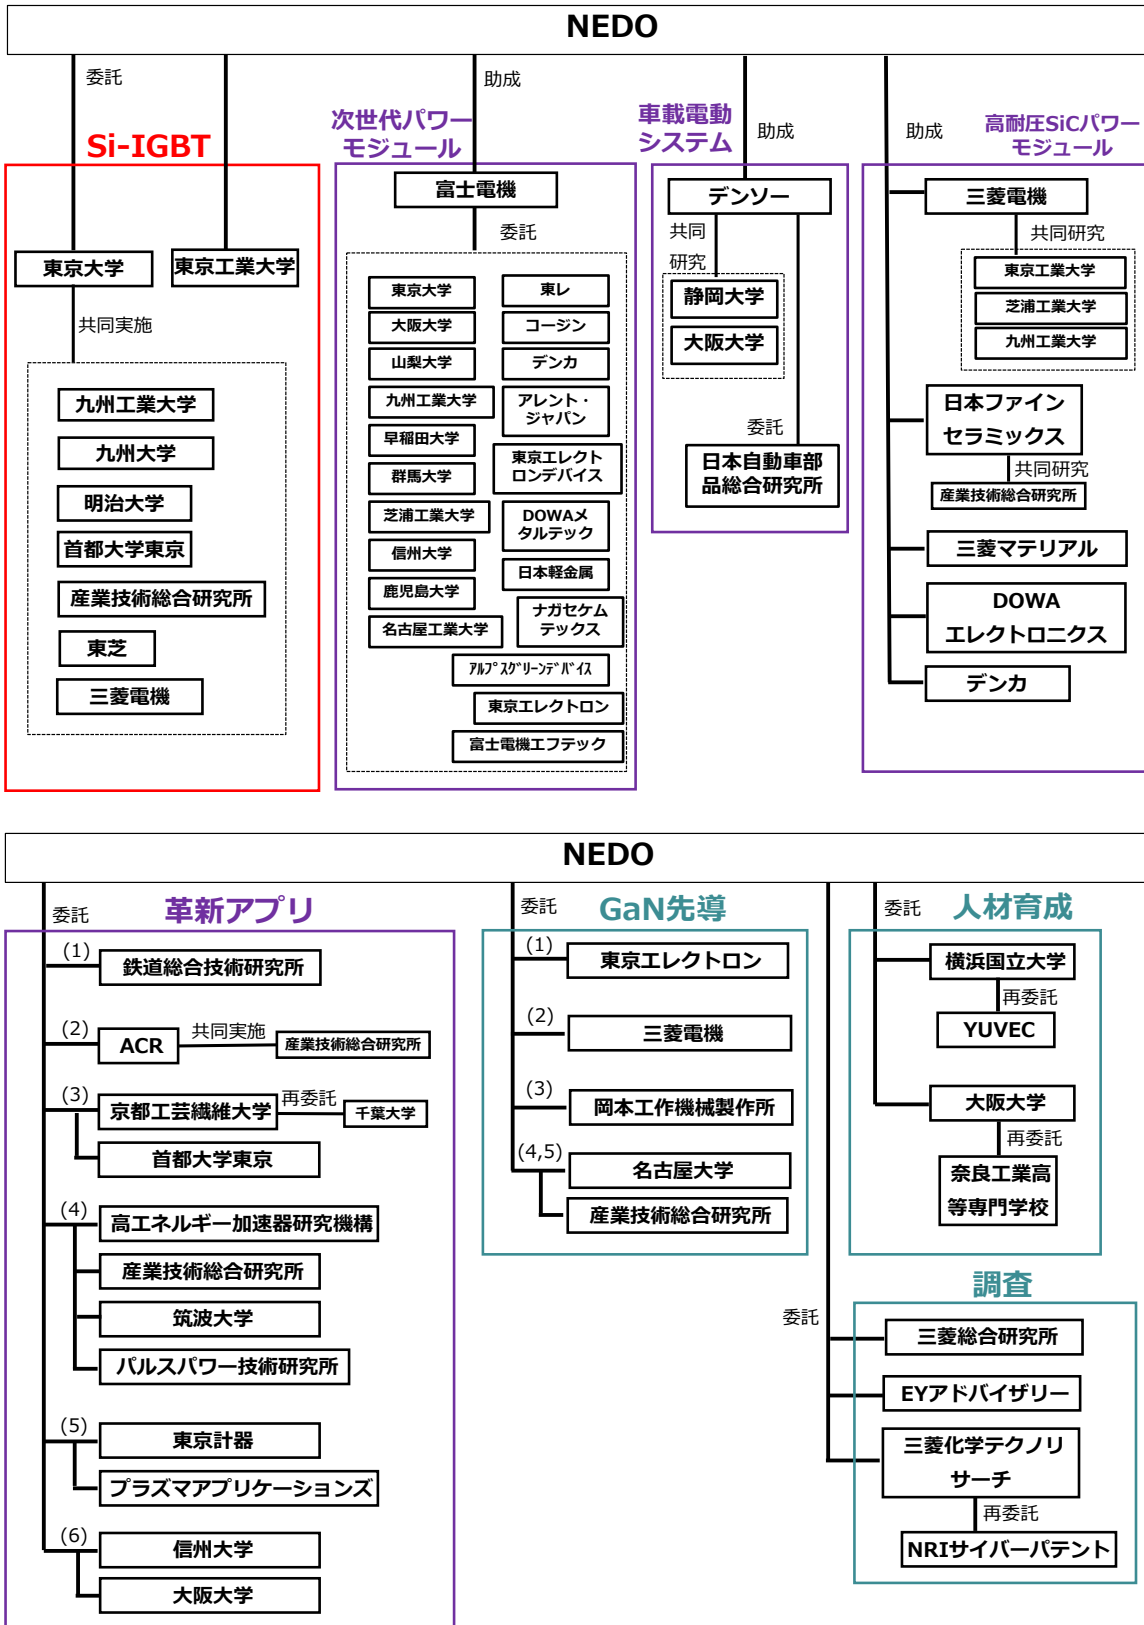 NEDO
委託
Si-IGBT
東京大学
東京工業大学
共同実施
九州工業大学
九州大学
明治大学
首都大学東京
産業技術総合研究所
東芝
三菱電機
助成
次世代パワー
モジュール
富士電機
委託
東京大学
大阪大学
山梨大学
九州工業大学
早稲田大学
群馬大学
芝浦工業大学
信州大学
鹿児島大学
名古屋工業大学
東レ
コージン
デンカ
アレント・
ジャパン
東京エレクト
ロンデバイス
DOWAメ
タルテック
日本軽金属
ナガセケム
テックス
ｱﾙﾌﾟｽｸﾞﾘｰﾝﾃﾞﾊﾞｲｽ
東京エレクトロン
富士電機エフテック
車載電動
システム
助成
デンソー
共同
研究
静岡大学
大阪大学
委託
日本自動車部
品総合研究所
助成
高耐圧SiCパワー
モジュール
三菱電機
共同研究
東京工業大学
芝浦工業大学
九州工業大学
日本ファイン
セラミックス
共同研究
産業技術総合研究所
三菱マテリアル
DOWA
エレクトロニクス
デンカ
NEDO
委託
革新アプリ
(1)
鉄道総合技術研究所
(2)
ACR
共同実施
産業技術総合研究所
(3)
京都工芸繊維大学
再委託
千葉大学
首都大学東京
(4)
高エネルギー加速器研究機構
産業技術総合研究所
筑波大学
パルスパワー技術研究所
(5)
東京計器
プラズマアプリケーションズ
(6)
信州大学
大阪大学
委託
GaN先導
(1)
東京エレクトロン
(2)
三菱電機
(3)
岡本工作機械製作所
(4,5)
名古屋大学
産業技術総合研究所
委託
人材育成
横浜国立大学
再委託
YUVEC
大阪大学
再委託
奈良工業高
等専門学校
調査
委託
三菱総合研究所
EYアドバイザリー
三菱化学テクノリ
サーチ
再委託
NRIサイバーパテント